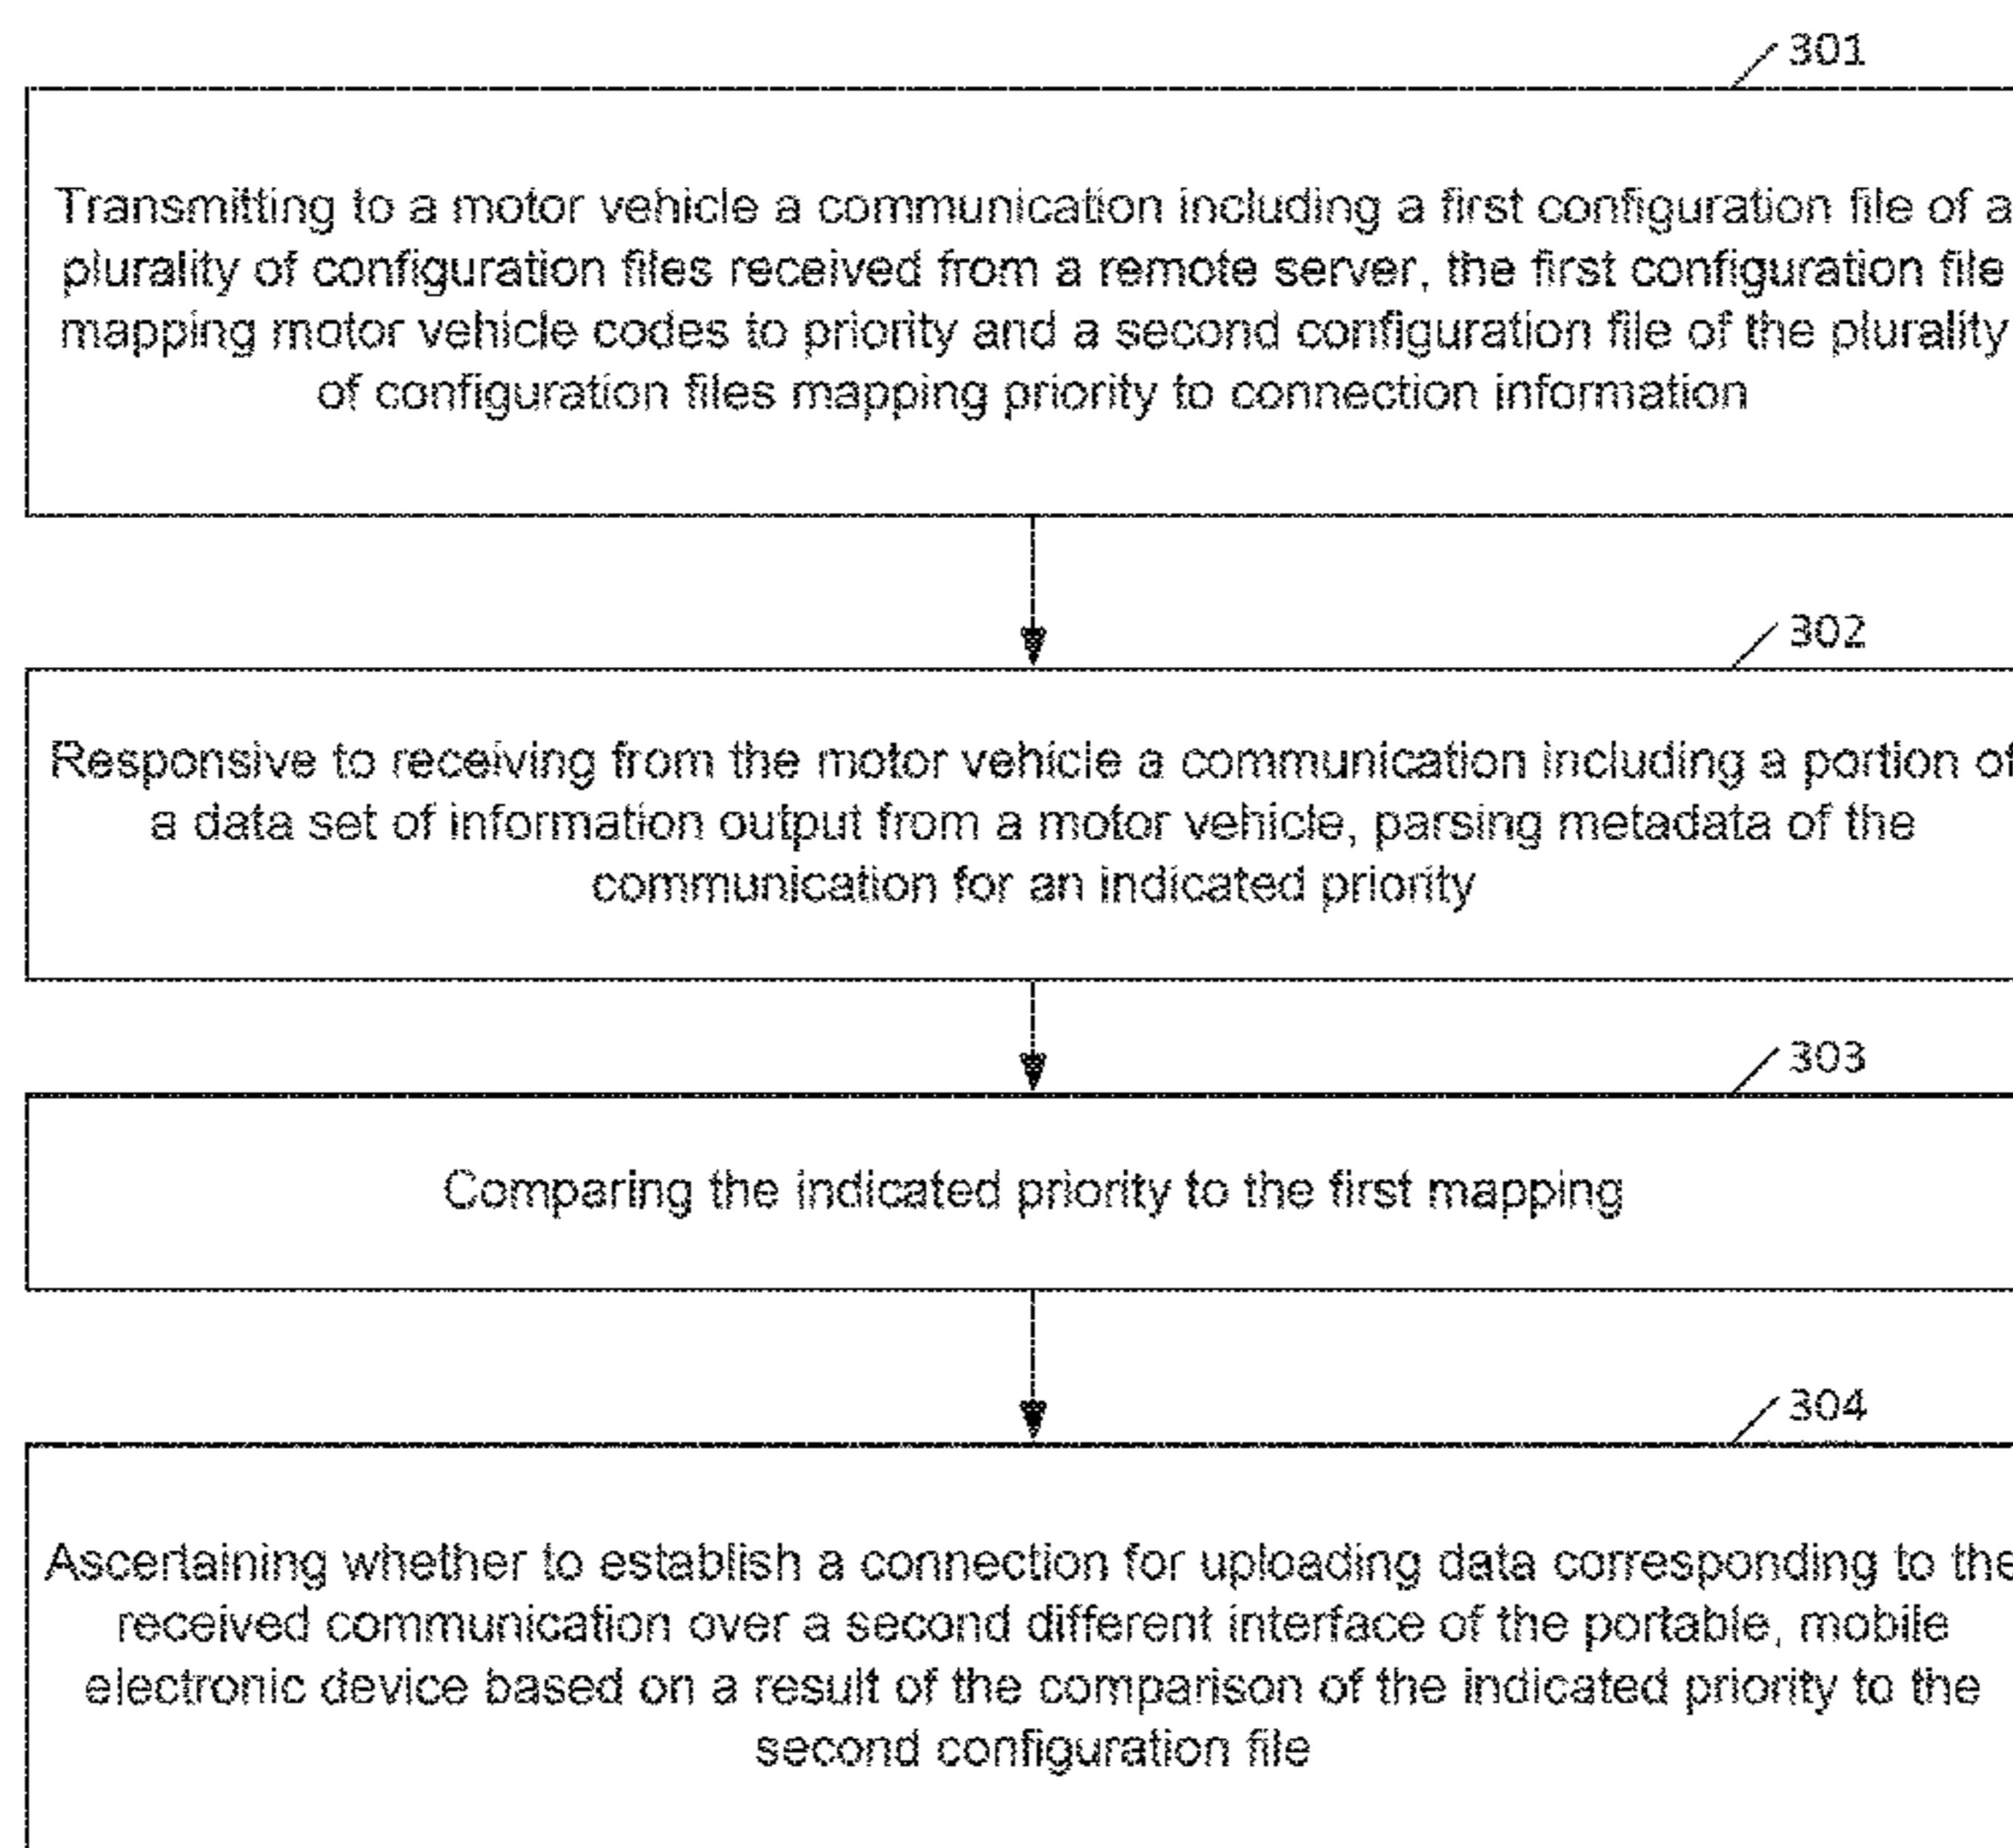 301
Transmitting to a motor vehicle a communication including a first configuration file of a
plurality of configuration files received from a remote server, the first configuration file
mapping motor vehicle codes to priority and a second configuration file of the plurality
of configuration files mapping priority to connection information
302
Responsive to receiving from the motor vehicle a communication including a portion of
a data set of information output from a motor vehicle, parsing metadata of the
communication for an indicated priority
303
Comparing the indicated priority to the first mapping
304
Ascertaining whether to establish a connection for uploading data corresponding to the
received communication over a second different interface of the portable, mobile
electronic device based on a result of the comparison of the indicated priority to the
second configuration file